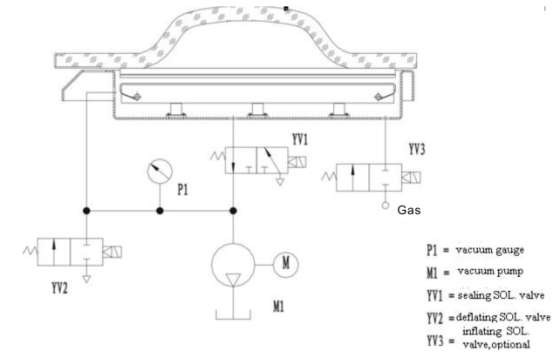 YV1
YV3
P1
Gas
M
YV2
M1
P1 = vacuum gauge
M1 = vacuum pump
YV1 = sealing SOL. valve
YV2 = deflating SOL. valve
inflating SOL.
YV3 = valve, optional